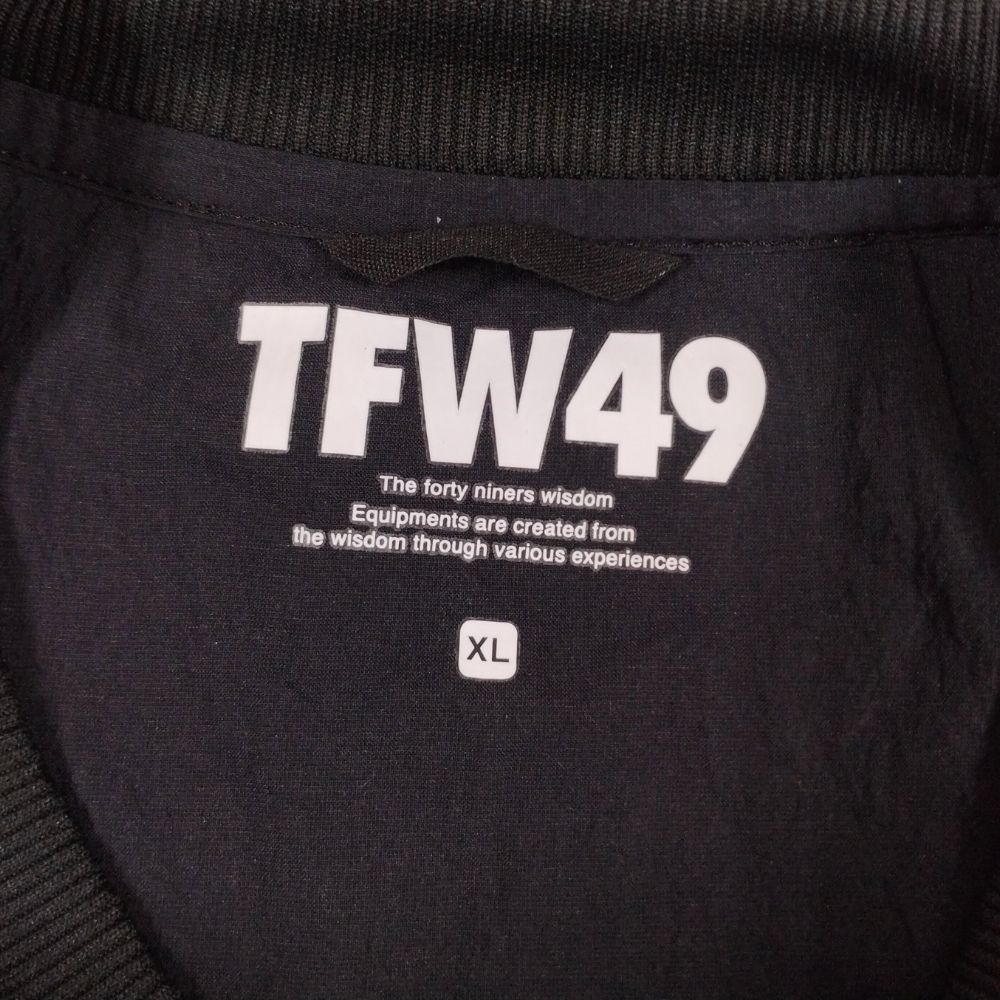 TFW49
The forty niners wisdom
Equipments are created from
the wisdom through various experiences
XL